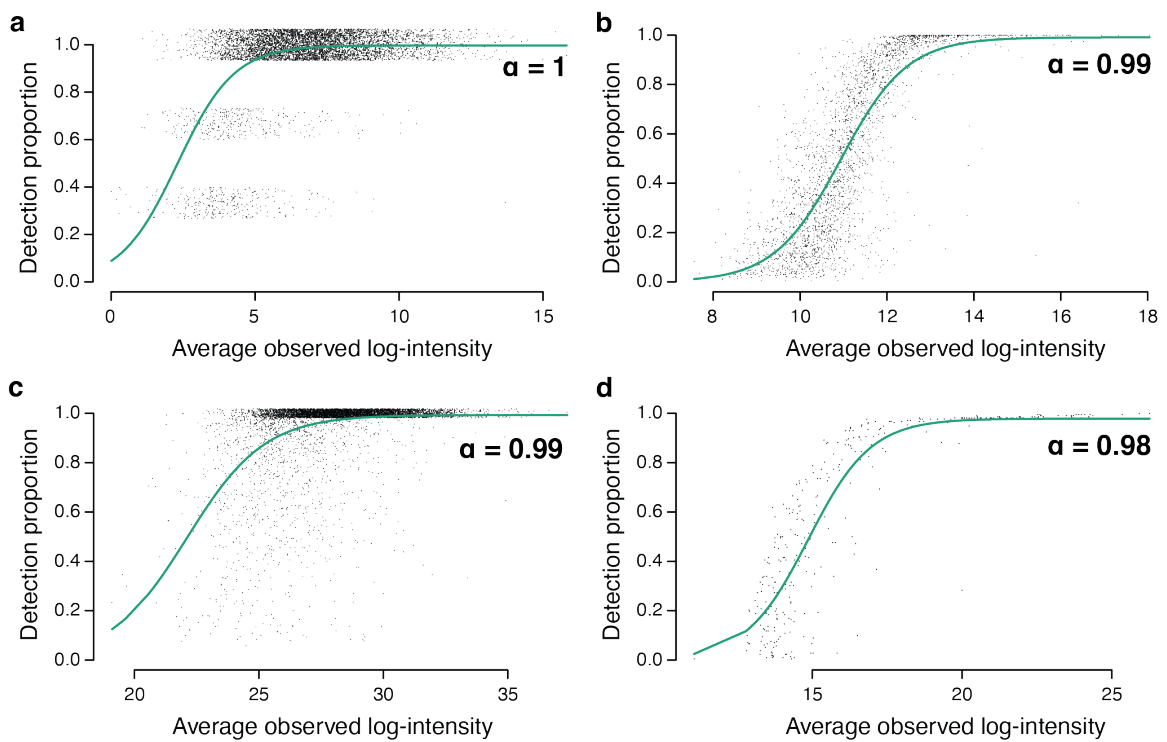 a
1.0
0.8
0.6
0.4
0.2
0.0
Detection proportion
ɑ = 1
0 5 10 15
Average observed log-intensity
b
1.0
0.8
0.6
0.4
0.2
0.0
Detection proportion
ɑ = 0.99
8 10 12 14 16 18
Average observed log-intensity
c
1.0
0.8
0.6
0.4
0.2
0.0
Detection proportion
ɑ = 0.99
20 25 30 35
Average observed log-intensity
d
1.0
0.8
0.6
0.4
0.2
0.0
Detection proportion
ɑ = 0.98
15 20 25
Average observed log-intensity